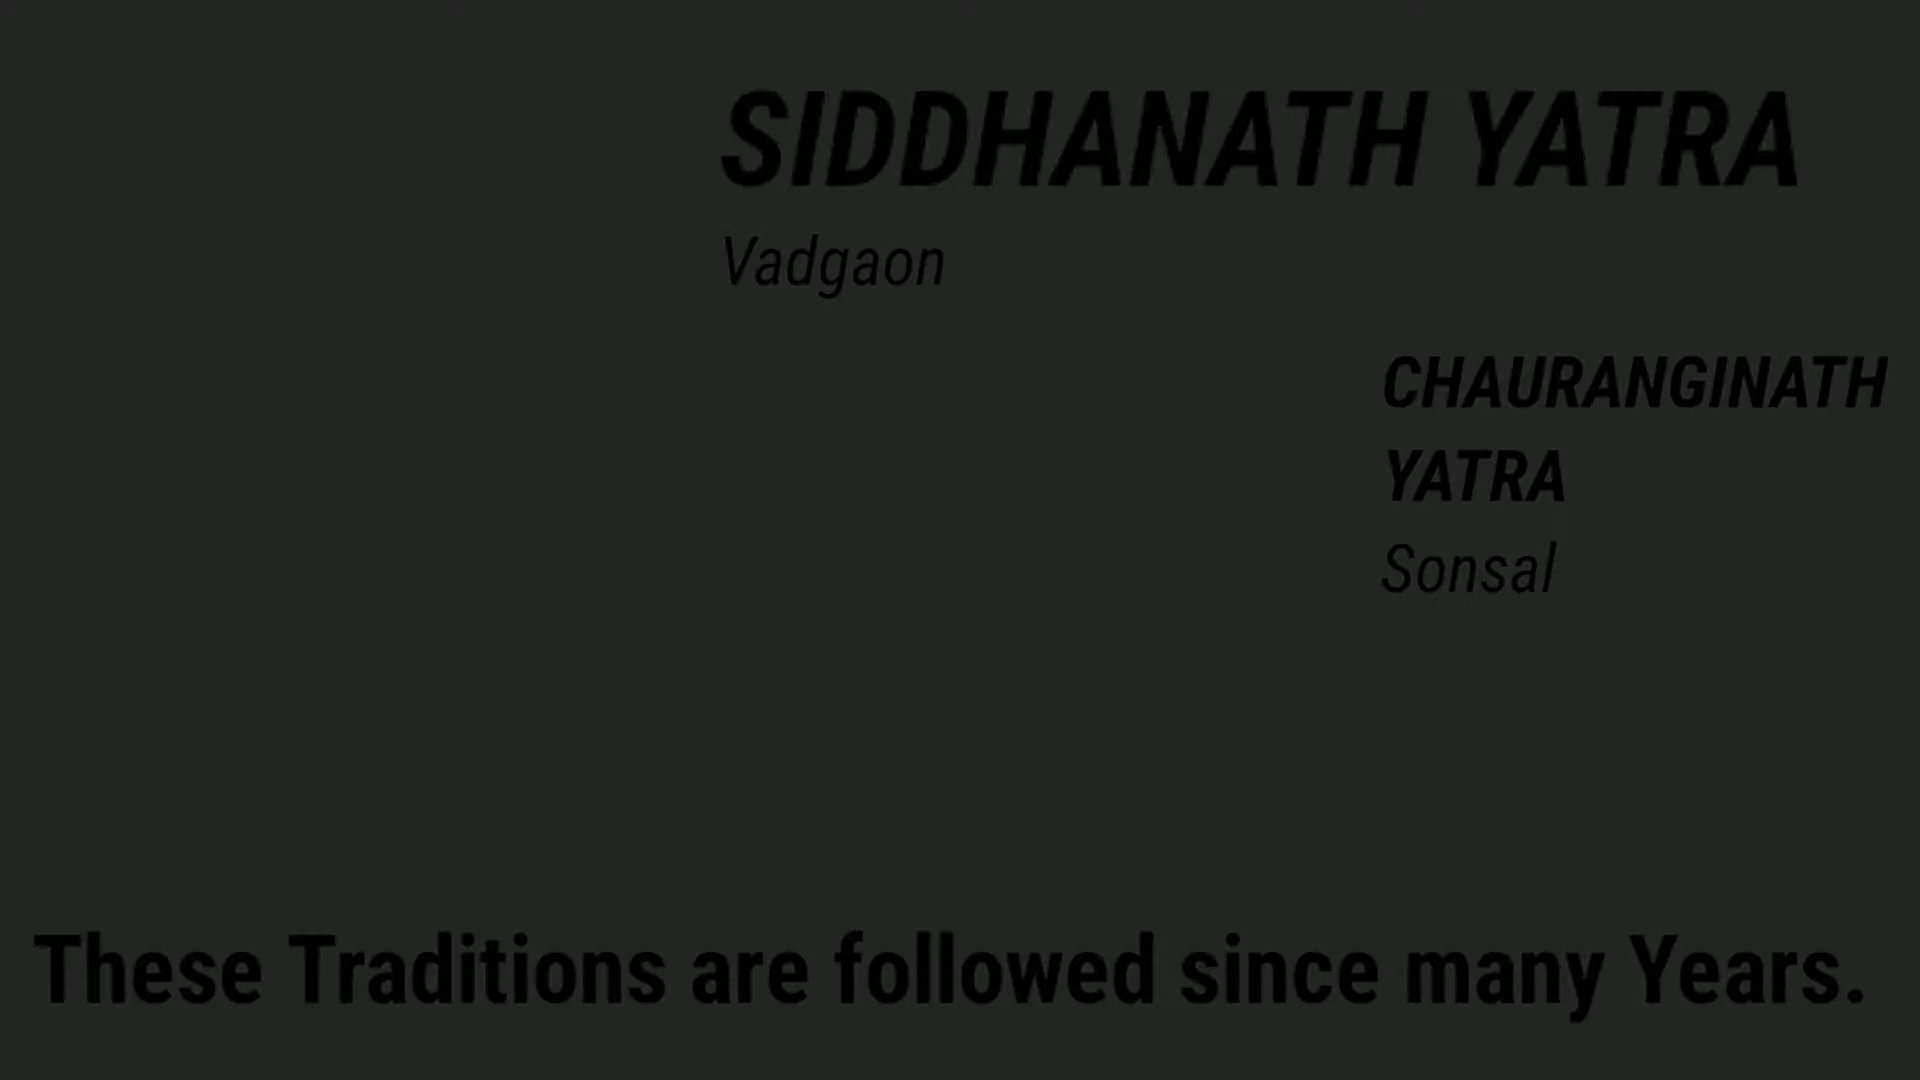 SIDDHANATH YATRA
Vadgaon
CHAURANGINATH
YATRA
Sonsal
These Traditions are followed since many Years.